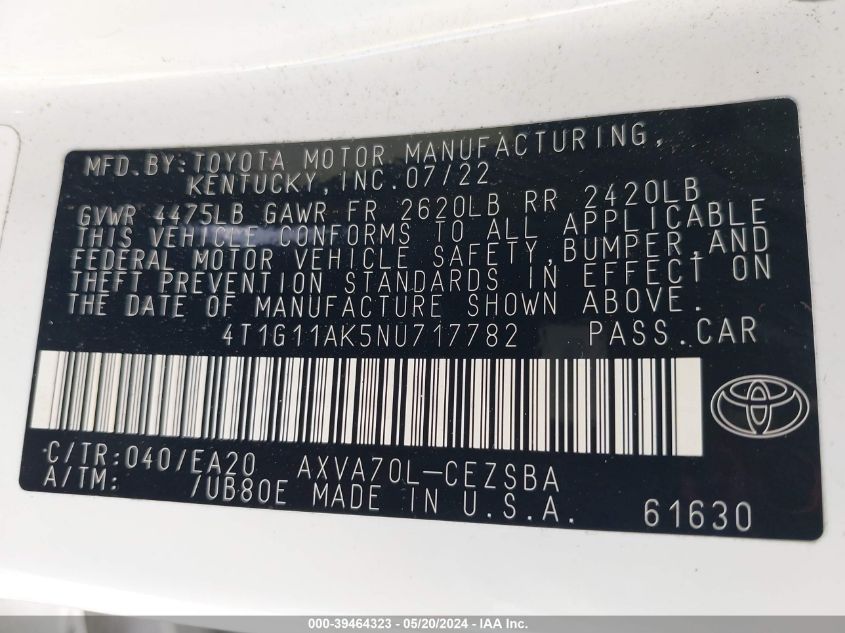 MFD. BY: TOYOTA MOTOR MANUFACTURING,
KENTUCKY, INC. 07/22
GVWR 4475LB GAWR FR 2620LB RR 2420LB
THIS VEHICLE CONFORMS TO ALL APPLICABLE
FEDERAL MOTOR VEHICLE SAFETY, BUMPER, AND
THEFT PREVENTION STANDARDS IN EFFECT ON
THE DATE OF MANUFACTURE SHOWN ABOVE.
4T1G11AK5NU717782 PASS. CAR
C/TR: 040/EA20 AXVA70L-CEZSBA
A/TM: /UB80E MADE IN U.S.A. 61630
000-39464323 - 05/20/2024 - IAA Inc.